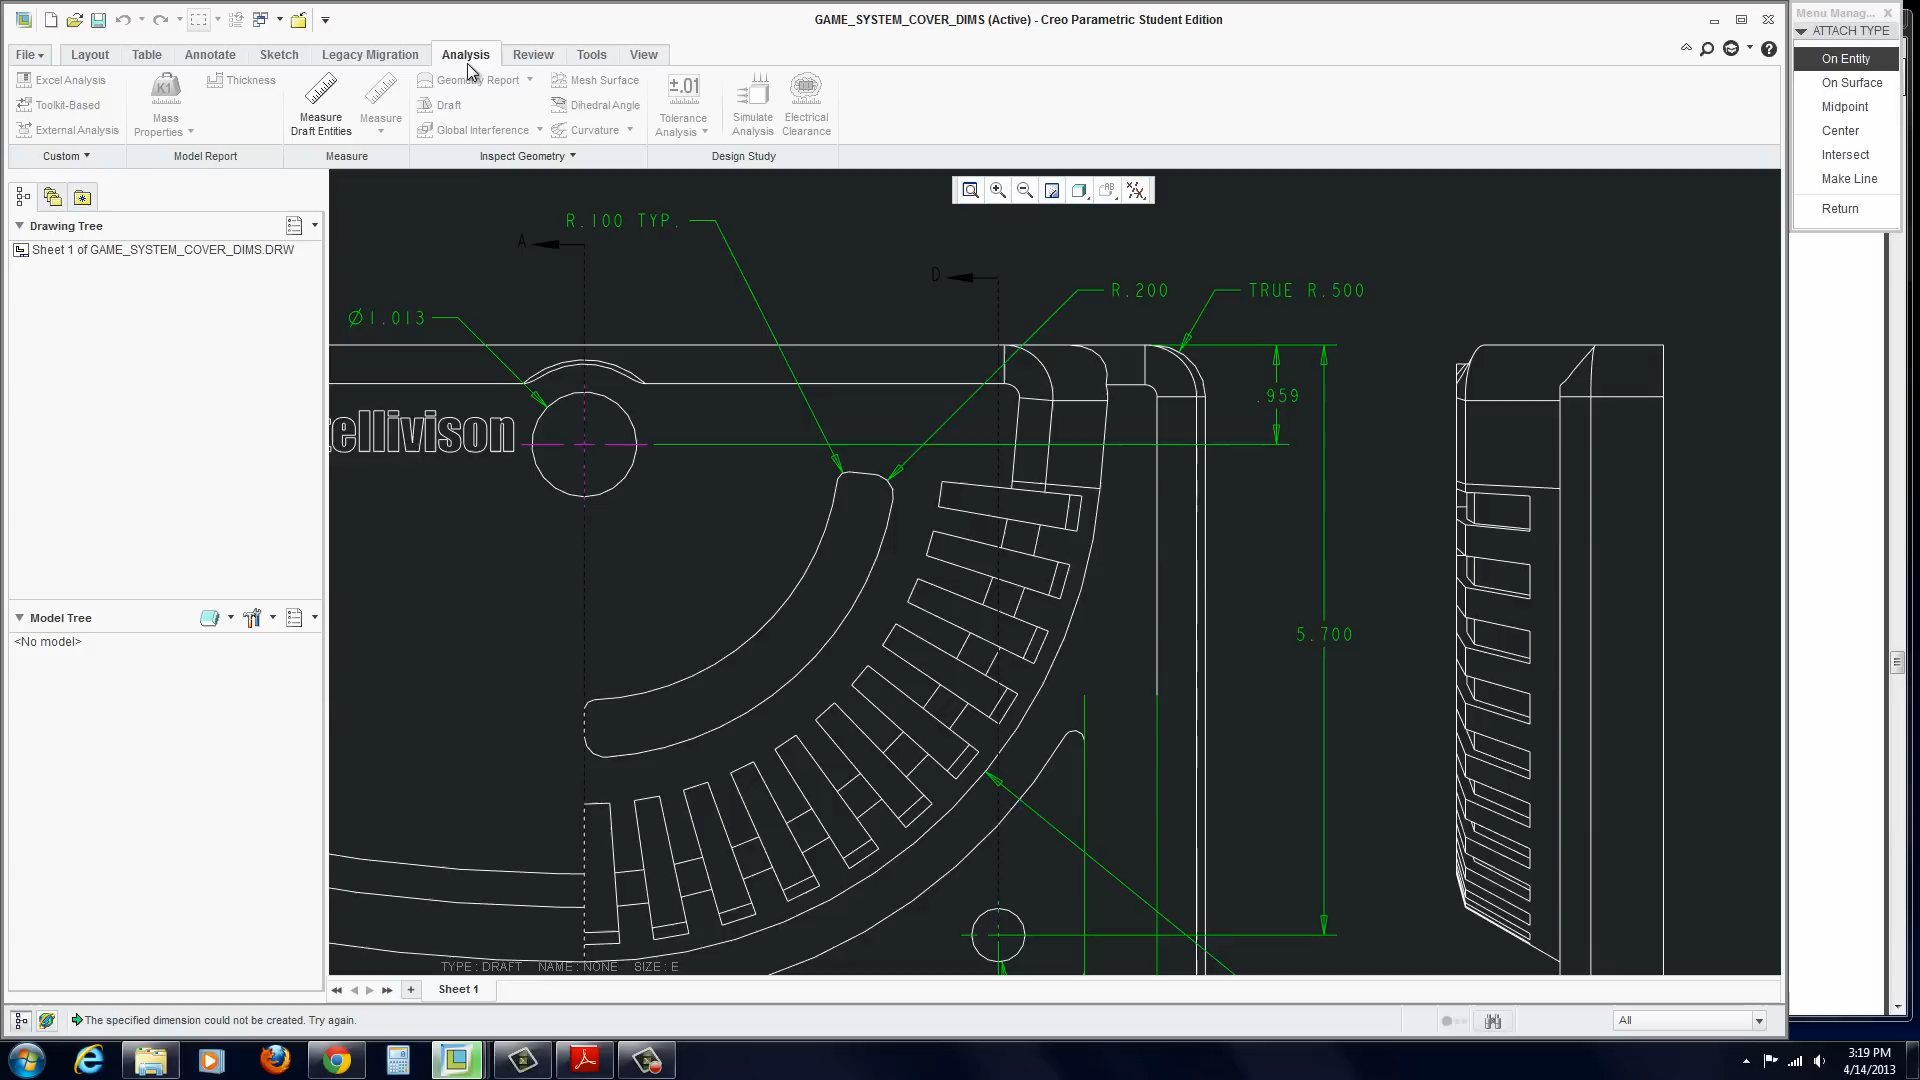 GAME_SYSTEM_COVER_DIMS (Active) - Creo Parametric Student Edition
Menu Manag...
ATTACH TYPE
On Entity
On Surface
Midpoint
Center
Intersect
Make Line
Return
File Layout Table Annotate Sketch Legacy Migration Analysis Review Tools View
Excel Analysis
Toolkit-Based
External Analysis
Custom
Mass Properties
Thickness
Model Report
Measure Draft Entities
Measure
Measure
Geometry Report
Draft
Global Interference
Mesh Surface
Dihedral Angle
Curvature
Inspect Geometry
±.01
Tolerance Analysis
Simulate Analysis
Electrical Clearance
Design Study
Drawing Tree
Sheet 1 of GAME_SYSTEM_COVER_DIMS.DRW
Model Tree
<No model>
R.100 TYP.
A
D
R.200
TRUE R.500
Ø1.013
.959
tellivison
5.700
TYPE : DRAFT NAME : NONE SIZE : E
Sheet 1
The specified dimension could not be created. Try again.
All
3:19 PM
4/14/2013